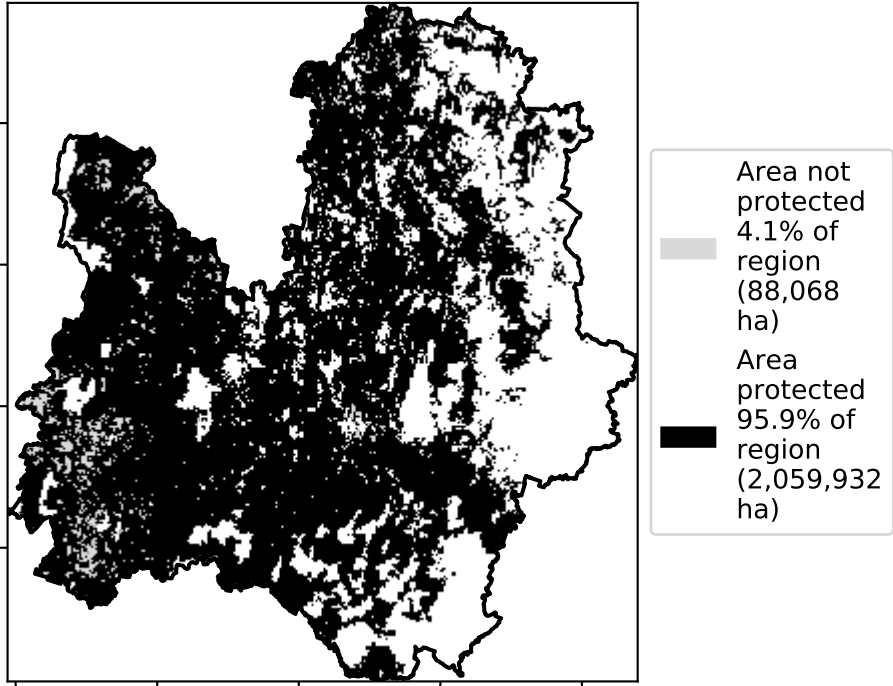 Area not
protected
4.1% of
region
(88,068
ha)
Area
protected
95.9% of
region
(2,059,932
ha)